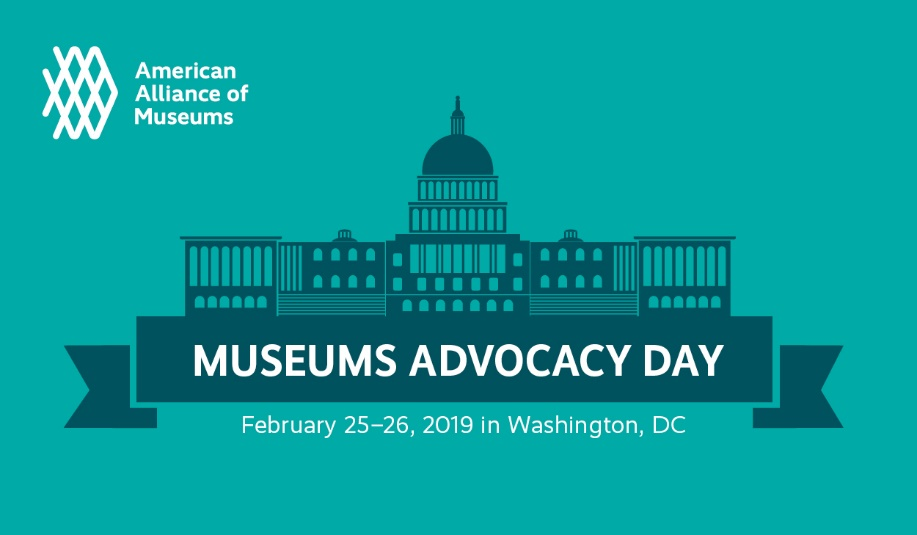 American
Alliance of
Museums
MUSEUMS ADVOCACY DAY
February 25–26, 2019 in Washington, DC